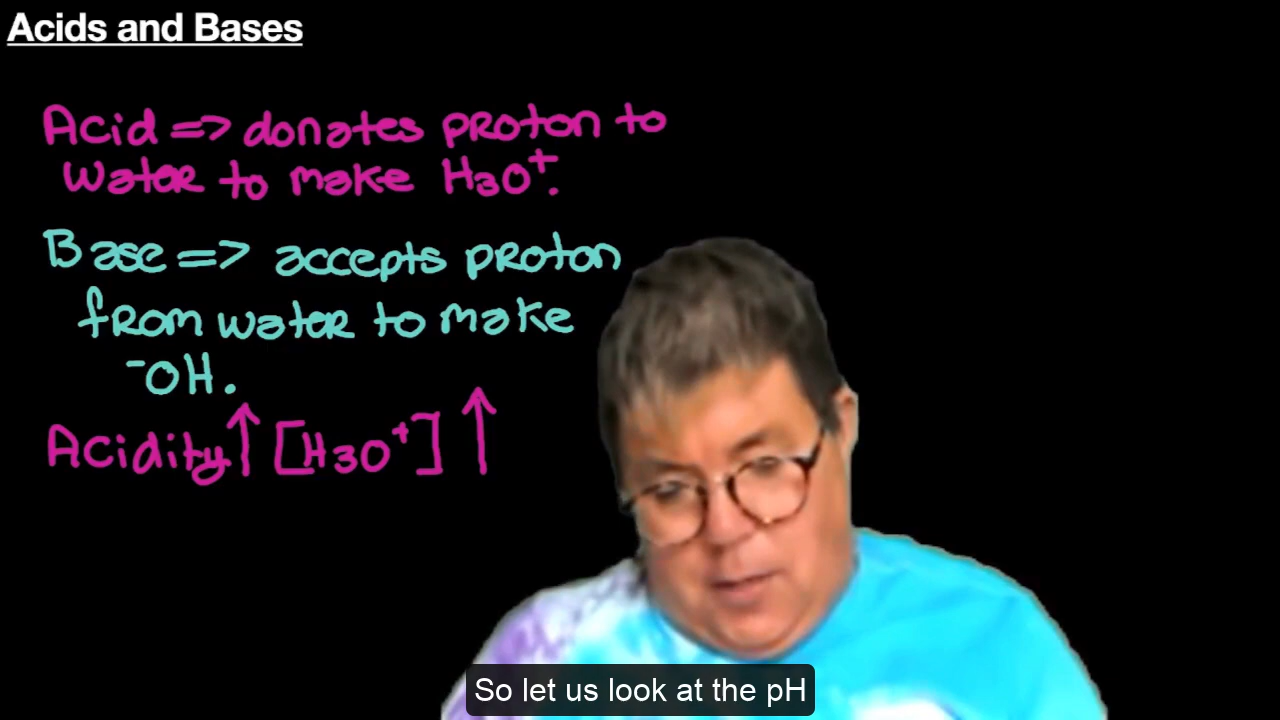 Acids and Bases
Acid => donates proton to
water to make H3O+.
Base => accepts proton
from water to make
-OH.
Acidity↑ [H3O+] ↑
So let us look at the pH